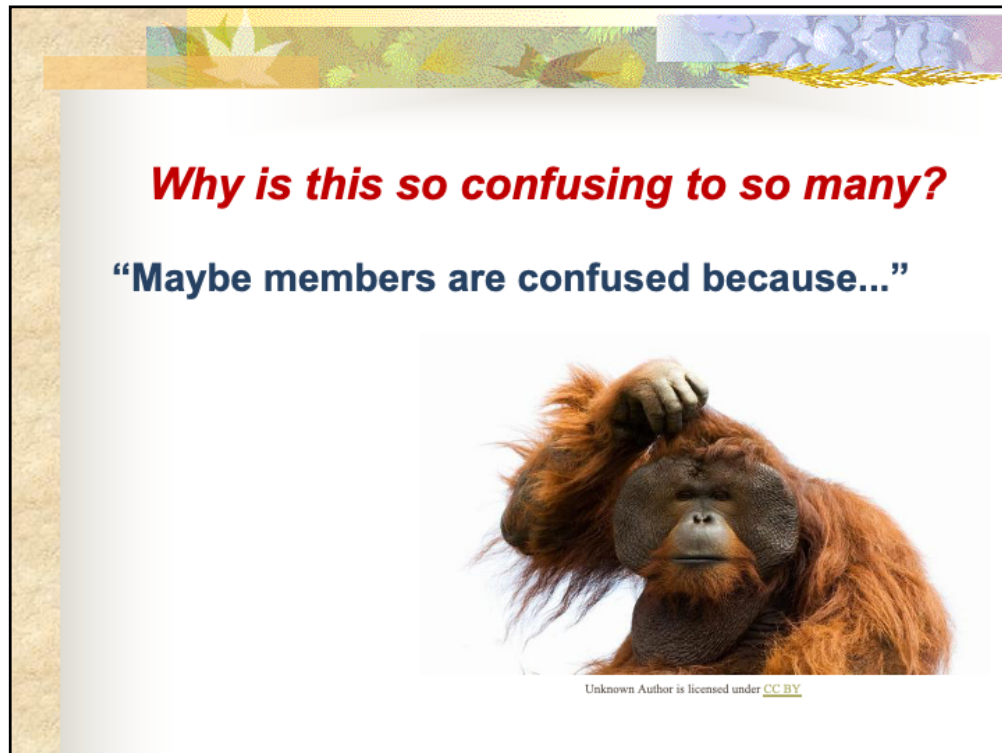 Why is this so confusing to so many?
“Maybe members are confused because...”
Unknown Author is licensed under CC BY